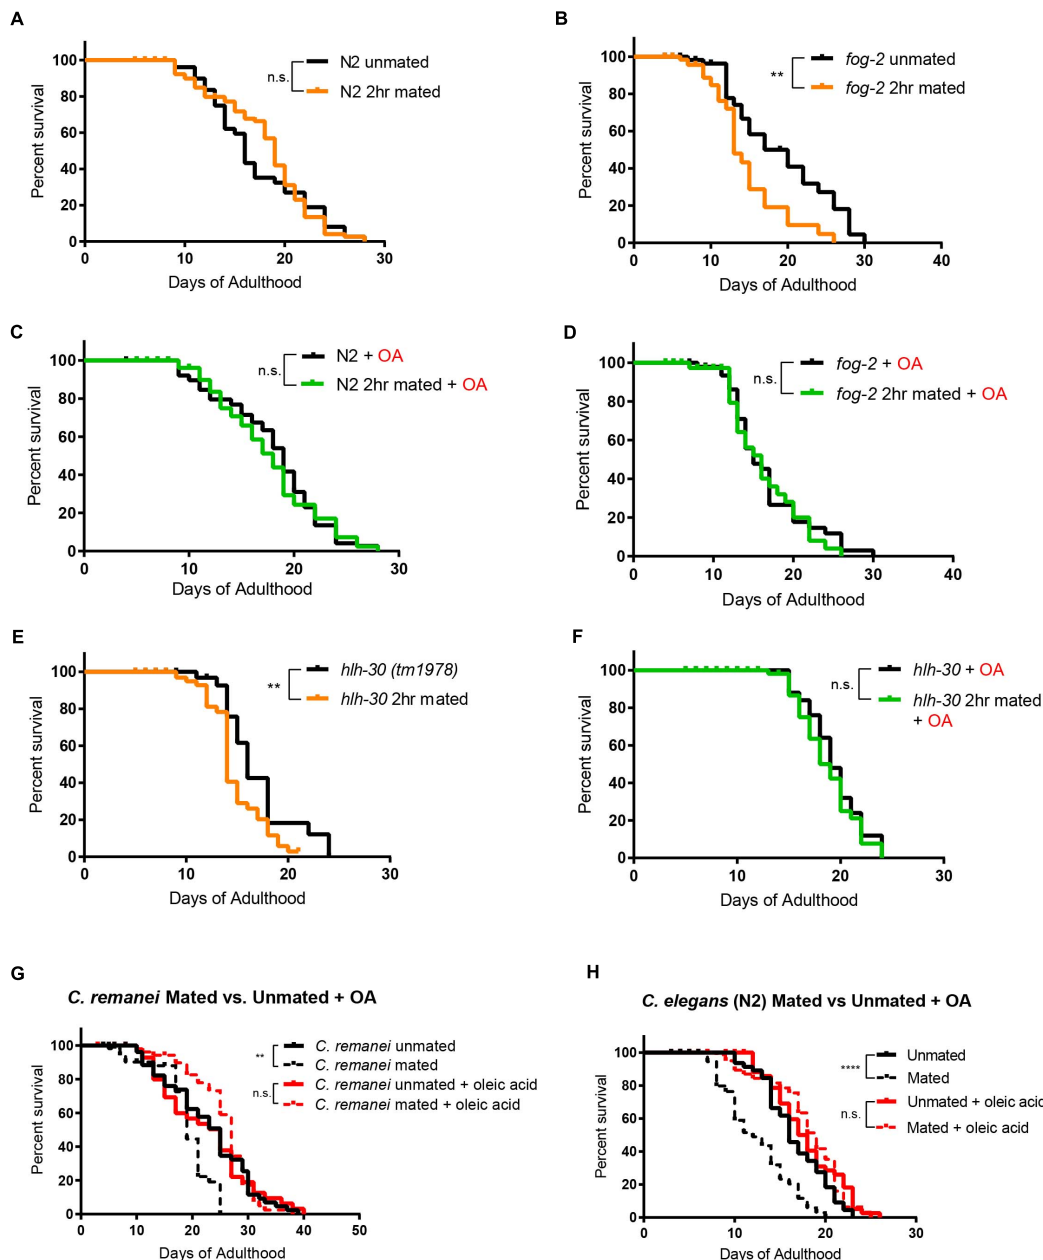 A
Percent survival
100
80
60
40
20
0
0
10
20
30
Days of Adulthood
n.s.
N2 unmated
N2 2hr mated
B
Percent survival
100
80
60
40
20
0
0
10
20
30
40
Days of Adulthood
**
fog-2 unmated
fog-2 2hr mated
C
Percent survival
100
80
60
40
20
0
0
10
20
30
Days of Adulthood
n.s.
N2 + OA
N2 2hr mated + OA
D
Percent survival
100
80
60
40
20
0
0
10
20
30
40
Days of Adulthood
n.s.
fog-2 + OA
fog-2 2hr mated + OA
E
Percent survival
100
80
60
40
20
0
0
10
20
30
Days of Adulthood
**
hlh-30 (tm1978)
hlh-30 2hr mated
F
Percent survival
100
80
60
40
20
0
0
10
20
30
Days of Adulthood
n.s.
hlh-30 + OA
hlh-30 2hr mated
+ OA
G
C. remanei Mated vs. Unmated + OA
Percent survival
100
80
60
40
20
0
0
10
20
30
40
50
Days of Adulthood
**
C. remanei unmated
C. remanei mated
n.s.
C. remanei unmated + oleic acid
C. remanei mated + oleic acid
H
C. elegans (N2) Mated vs Unmated + OA
Percent survival
100
80
60
40
20
0
0
10
20
30
Days of Adulthood
****
Unmated
Mated
n.s.
Unmated + oleic acid
Mated + oleic acid